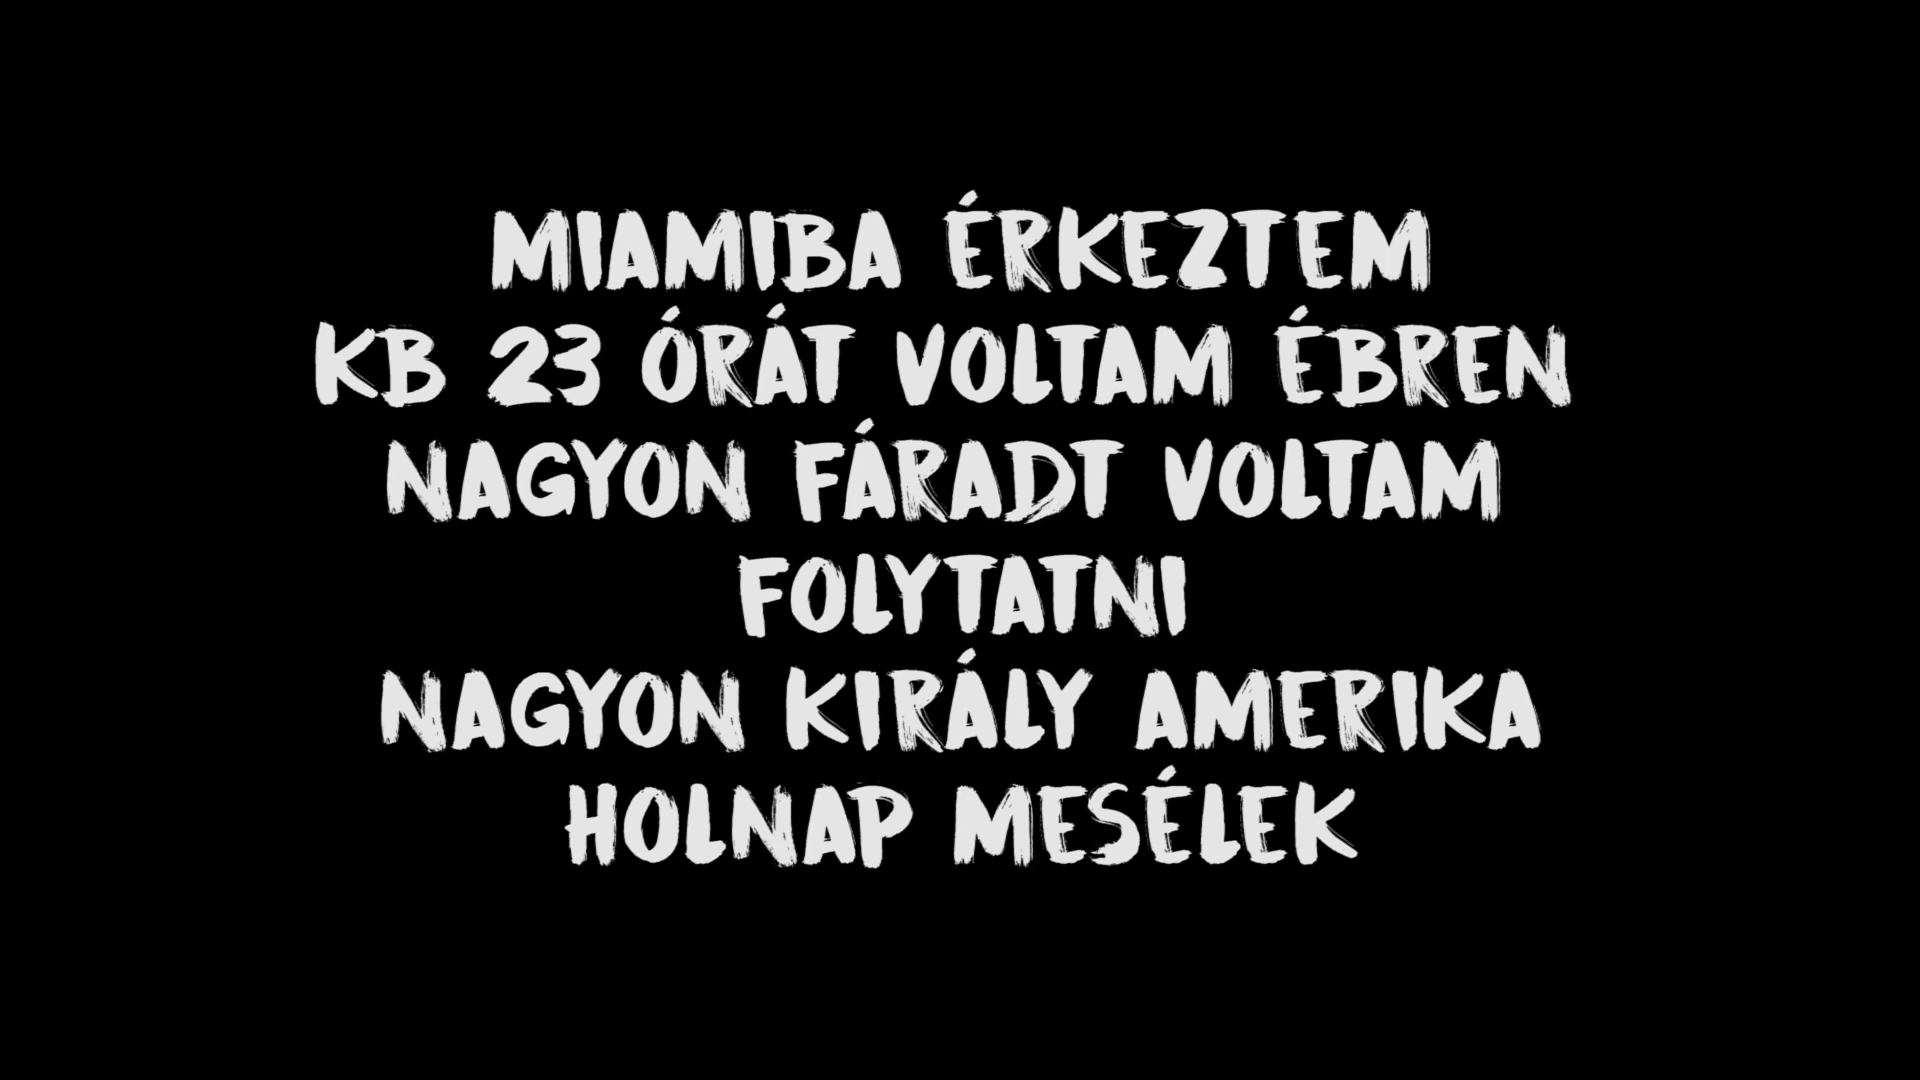 MIAMIBA ÉRKEZTEM
KB 23 ÓRÁT VOLTAM ÉBREN
NAGYON FÁRADT VOLTAM
FOLYTATNI
NAGYON KIRÁLY AMERIKA
HOLNAP MESÉLEK